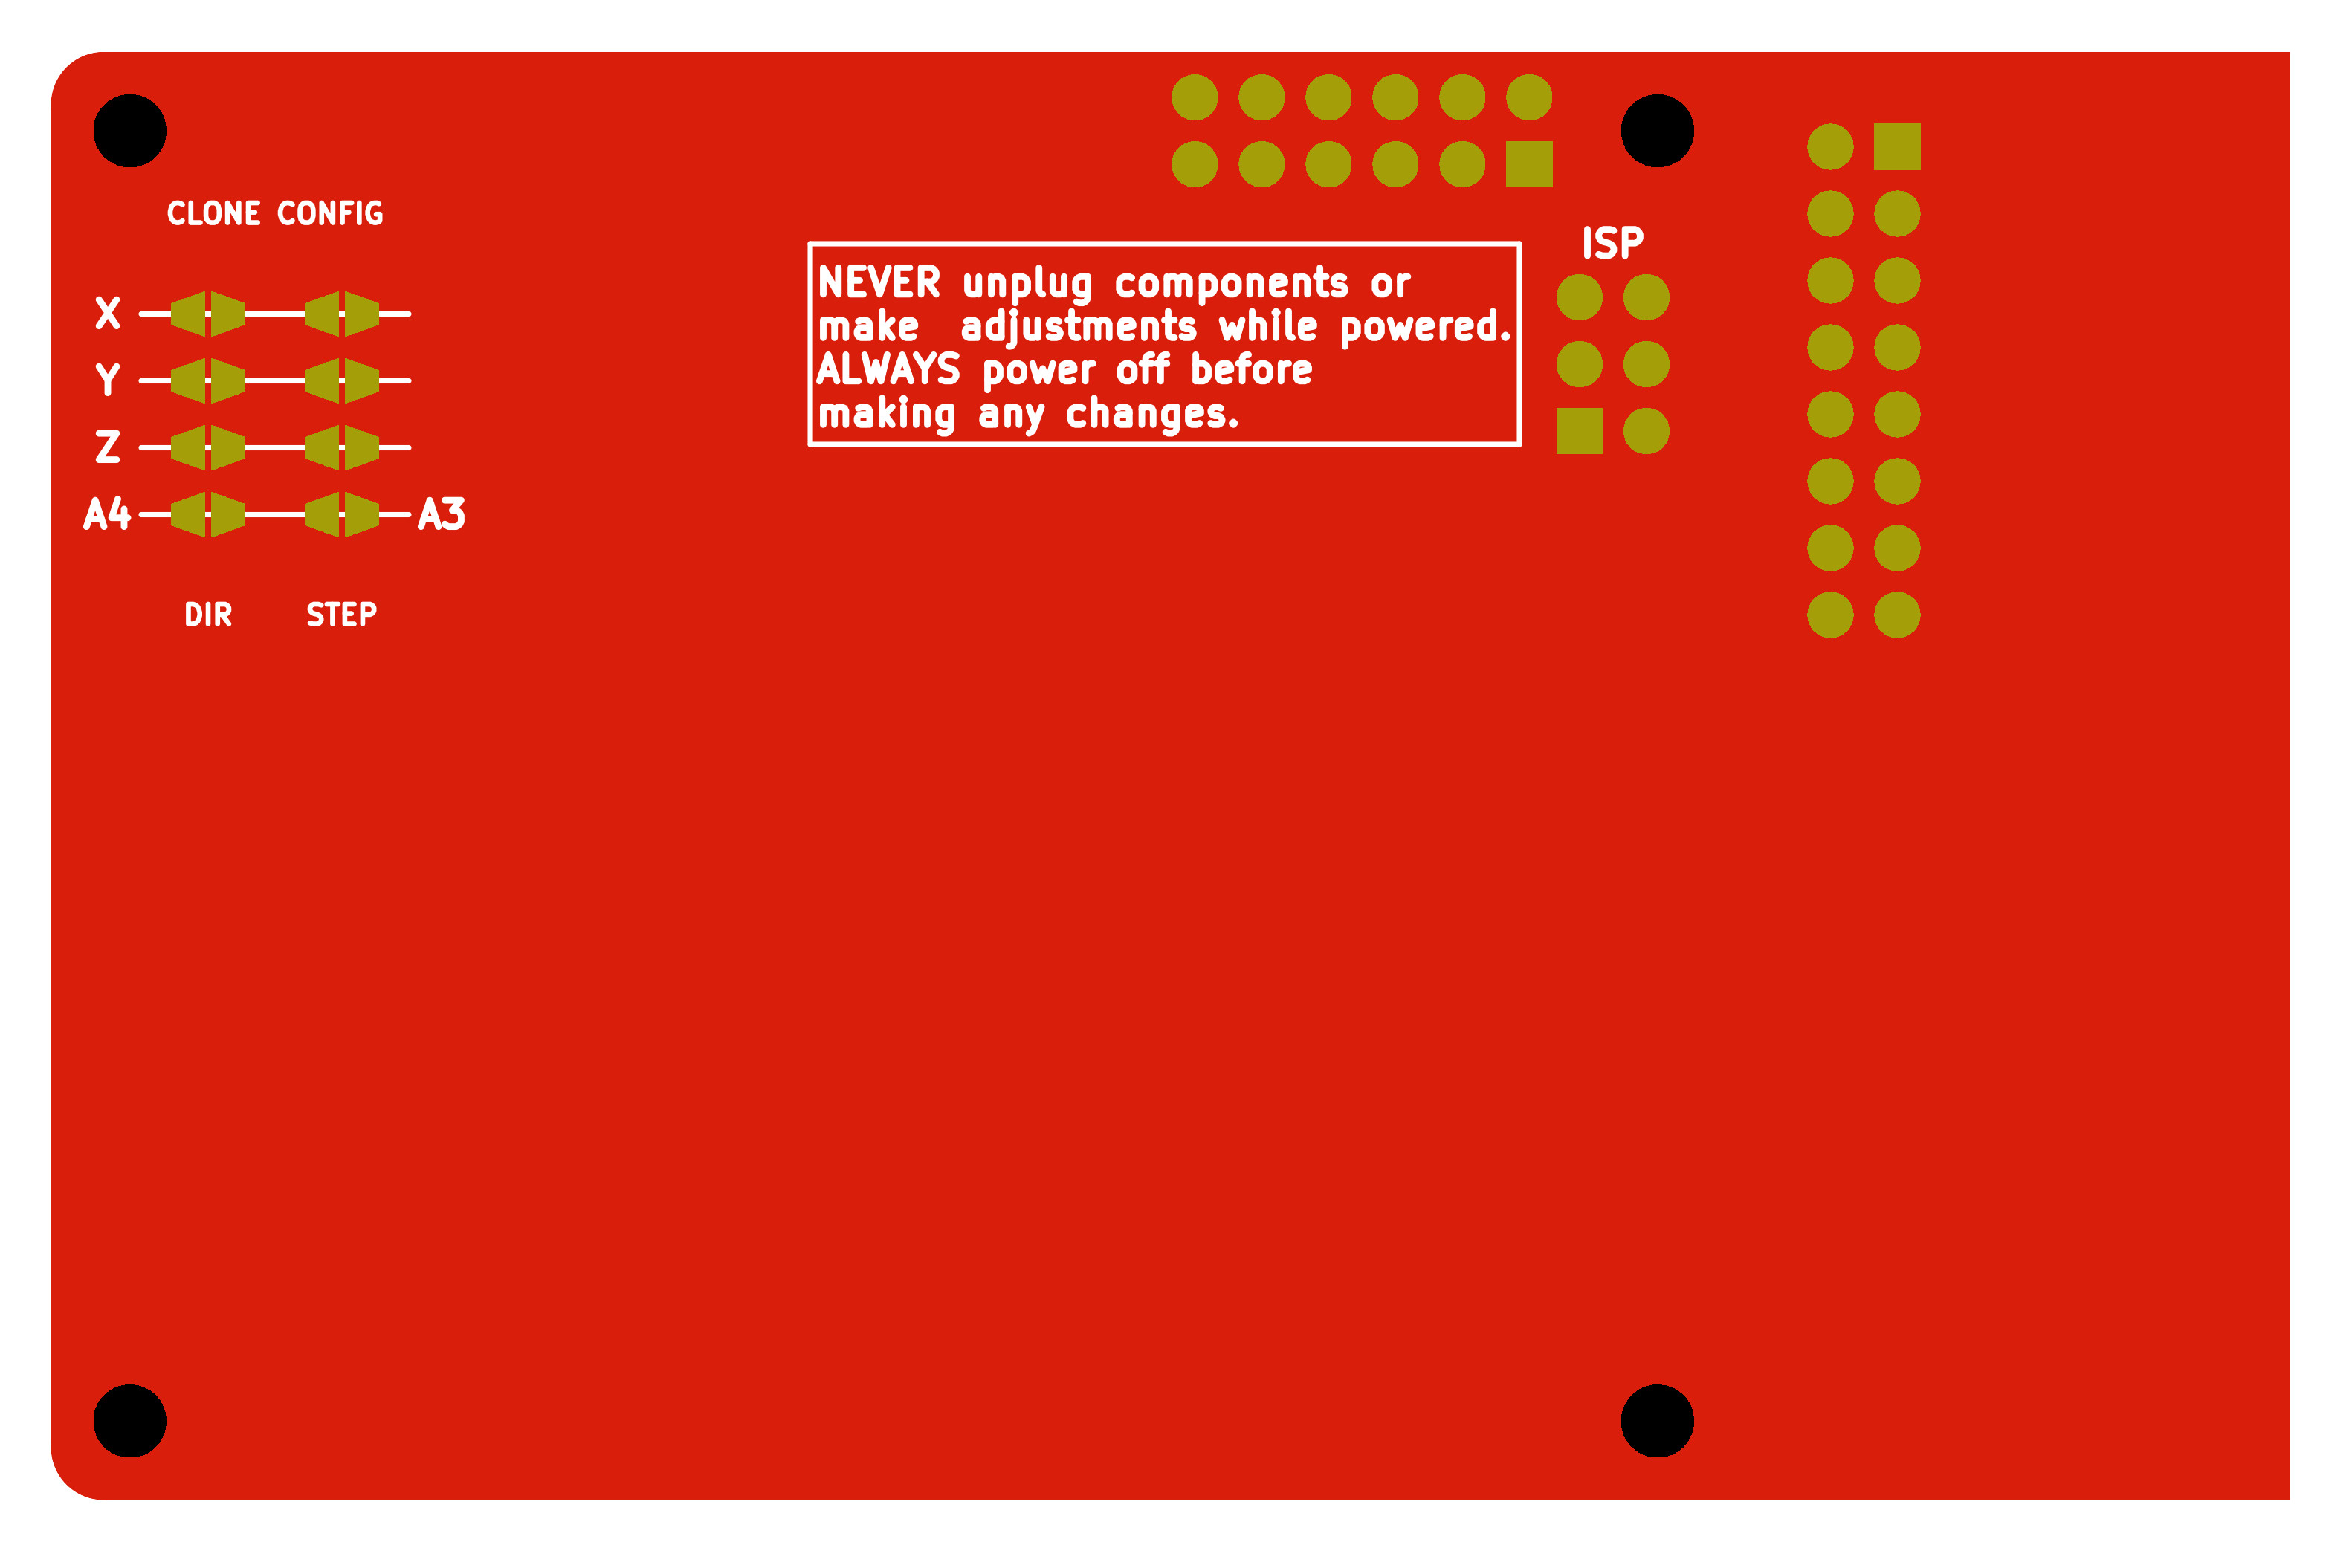 CLONE CONFIG
ISP
NEVER unplug components or
make adjustments while powered.
ALWAYS power off before
making any changes.
X
Y
Z
A4 A3
DIR STEP